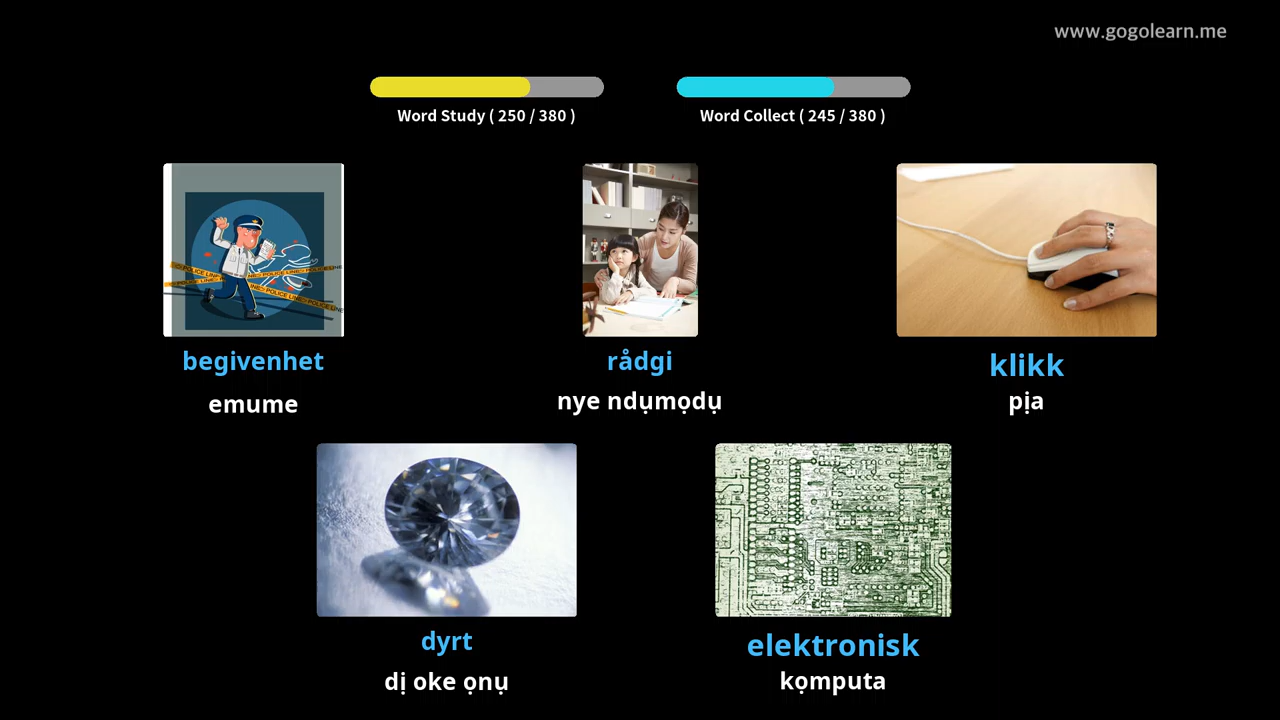 www.gogolearn.me
Word Study ( 250 / 380 )
Word Collect ( 245 / 380 )
begivenhet
emume
rådgi
nye ndụmọdụ
klikk
pịa
dyrt
dị oke ọnụ
elektronisk
kọmputa